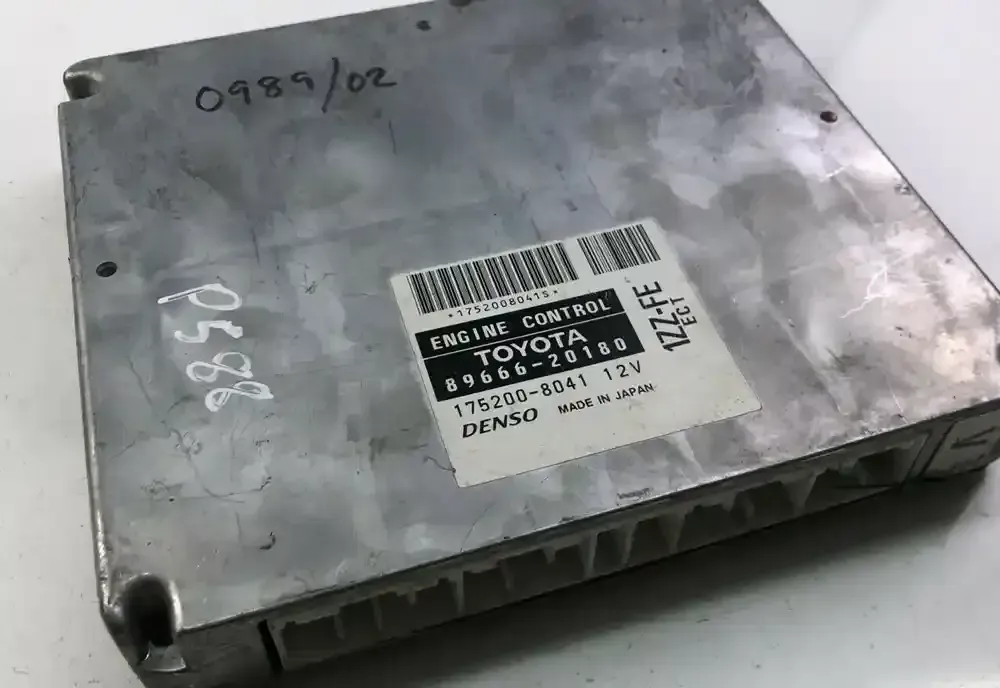 0989/02
P588
*1752008041S*
ENGINE CONTROL
TOYOTA
89666-20180
175200-8041 12V
DENSO MADE IN JAPAN
1ZZ-FE
ECT
K